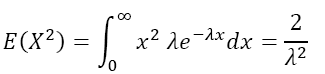 E(X²) = ∫₀^∞ x² λe^{-λx} dx = 2/λ²